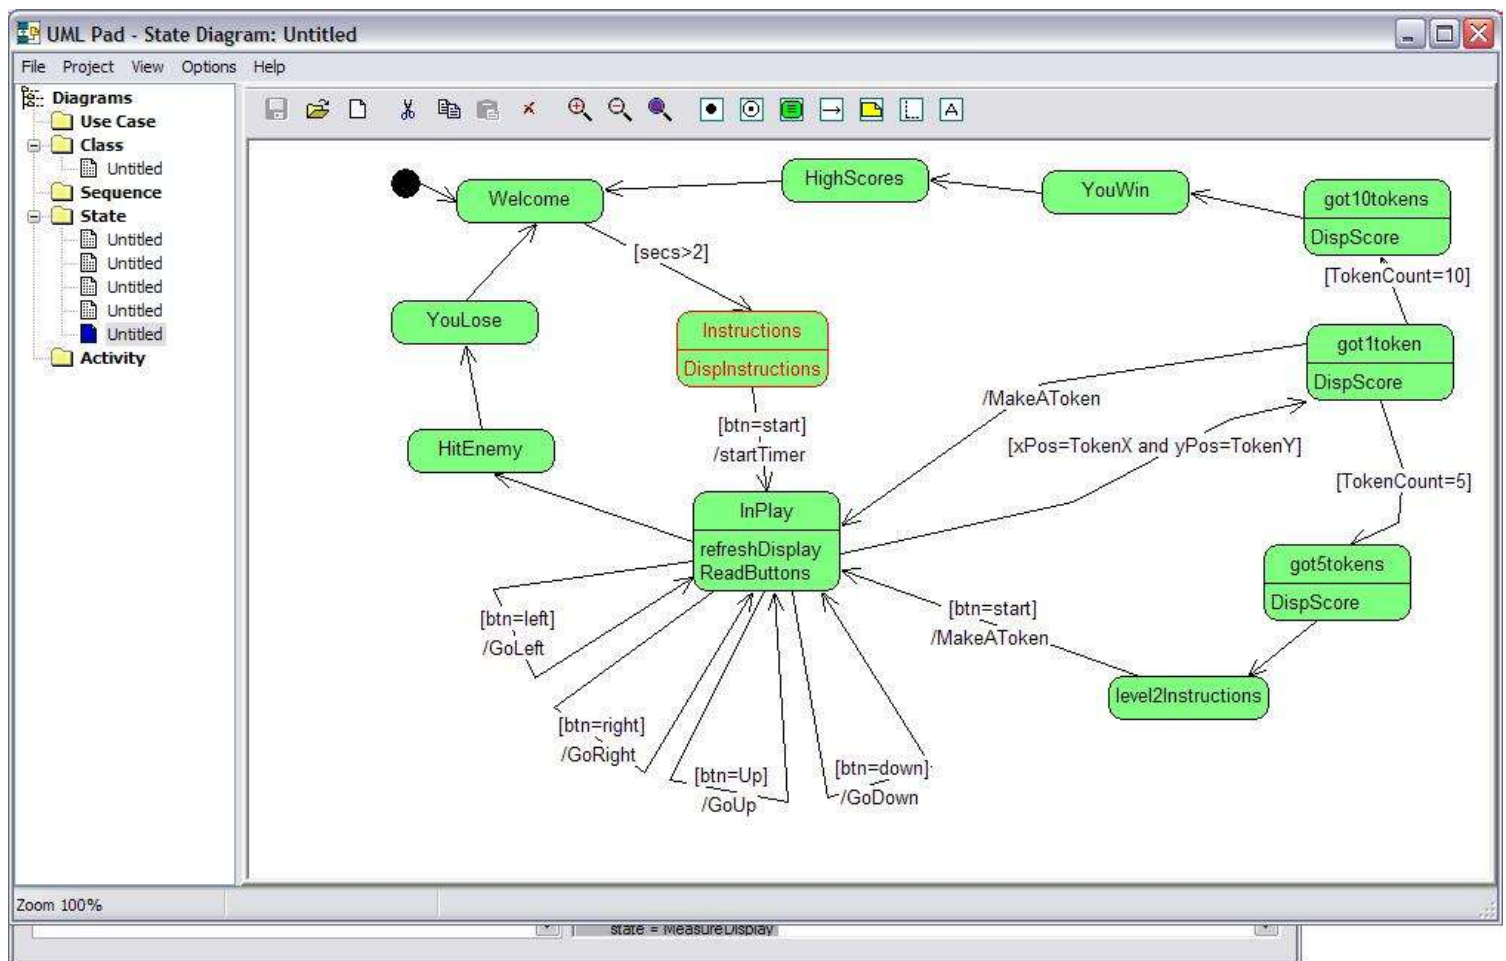 UML Pad - State Diagram: Untitled
File Project View Options Help
Diagrams
Use Case
Class
Untitled
Sequence
State
Untitled
Untitled
Untitled
Untitled
Untitled
Activity
A
Welcome
HighScores
YouWin
got10tokens
DispScore
[secs>2]
[TokenCount=10]
YouLose
Instructions
DispInstructions
got1token
DispScore
/MakeAToken
[btn=start]
/startTimer
HitEnemy
[xPos=TokenX and yPos=TokenY]
[TokenCount=5]
InPlay
refreshDisplay
ReadButtons
got5tokens
DispScore
[btn=left]
/GoLeft
[btn=start]
/MakeAToken
level2Instructions
[btn=right]
/GoRight
[btn=Up]
/GoUp
[btn=down]
/GoDown
Zoom 100%
state = MeasureDisplay